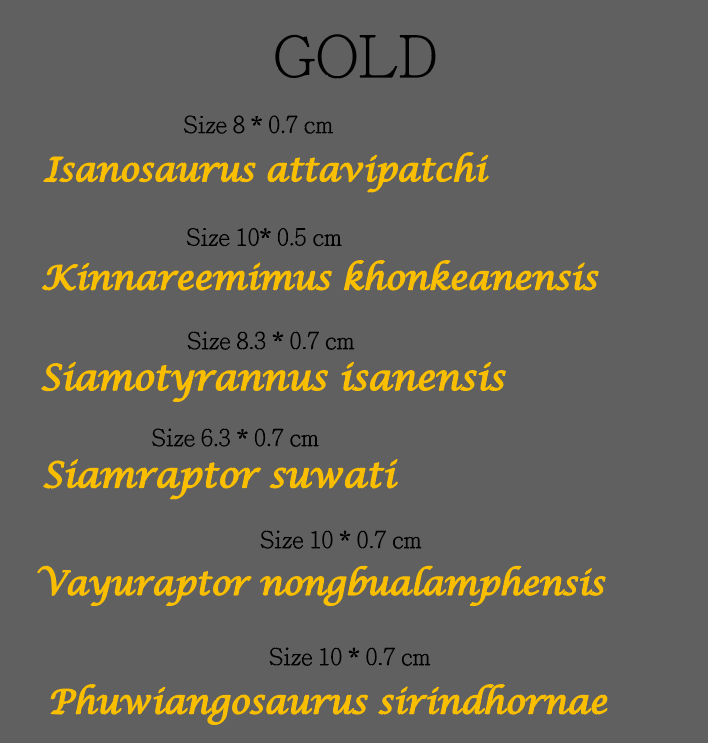 GOLD
Size 8 * 0.7 cm
Isanosaurus attavipatchi
Size 10* 0.5 cm
Kinnareemimus khonkeanensis
Size 8.3 * 0.7 cm
Siamotyrannus isanensis
Size 6.3 * 0.7 cm
Siamraptor suwati
Size 10 * 0.7 cm
Vayuraptor nongbualamphensis
Size 10 * 0.7 cm
Phuwiangosaurus sirindhornae